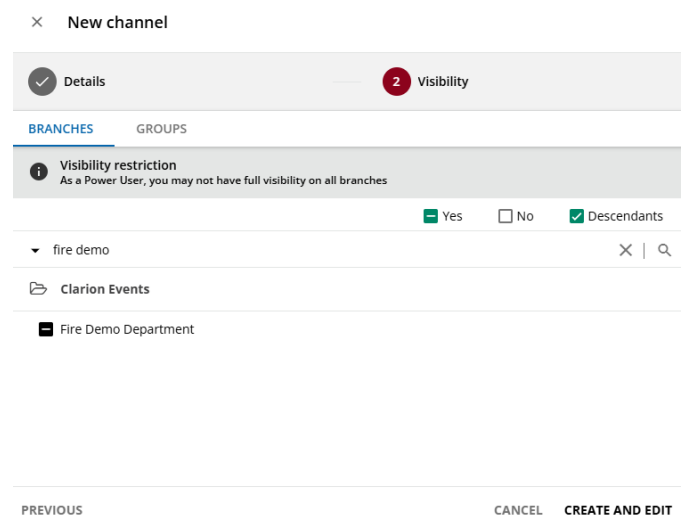 New channel
Details
2 Visibility
BRANCHES GROUPS
Visibility restriction
As a Power User, you may not have full visibility on all branches
Yes No Descendants
fire demo
Clarion Events
Fire Demo Department
PREVIOUS CANCEL CREATE AND EDIT